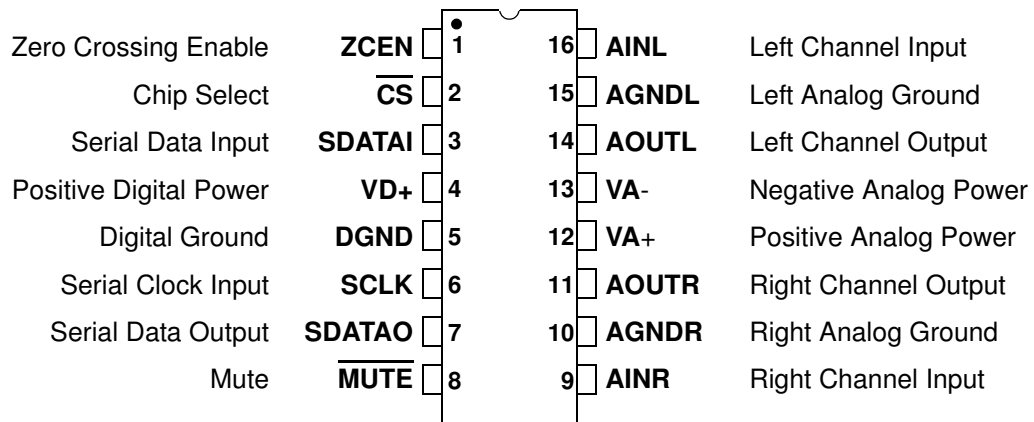 Zero Crossing Enable ZCEN 1 16 AINL Left Channel Input
Chip Select C̅S̅ 2 15 AGNDL Left Analog Ground
Serial Data Input SDATAI 3 14 AOUTL Left Channel Output
Positive Digital Power VD+ 4 13 VA- Negative Analog Power
Digital Ground DGND 5 12 VA+ Positive Analog Power
Serial Clock Input SCLK 6 11 AOUTR Right Channel Output
Serial Data Output SDATAO 7 10 AGNDR Right Analog Ground
Mute M̅U̅T̅E̅ 8 9 AINR Right Channel Input